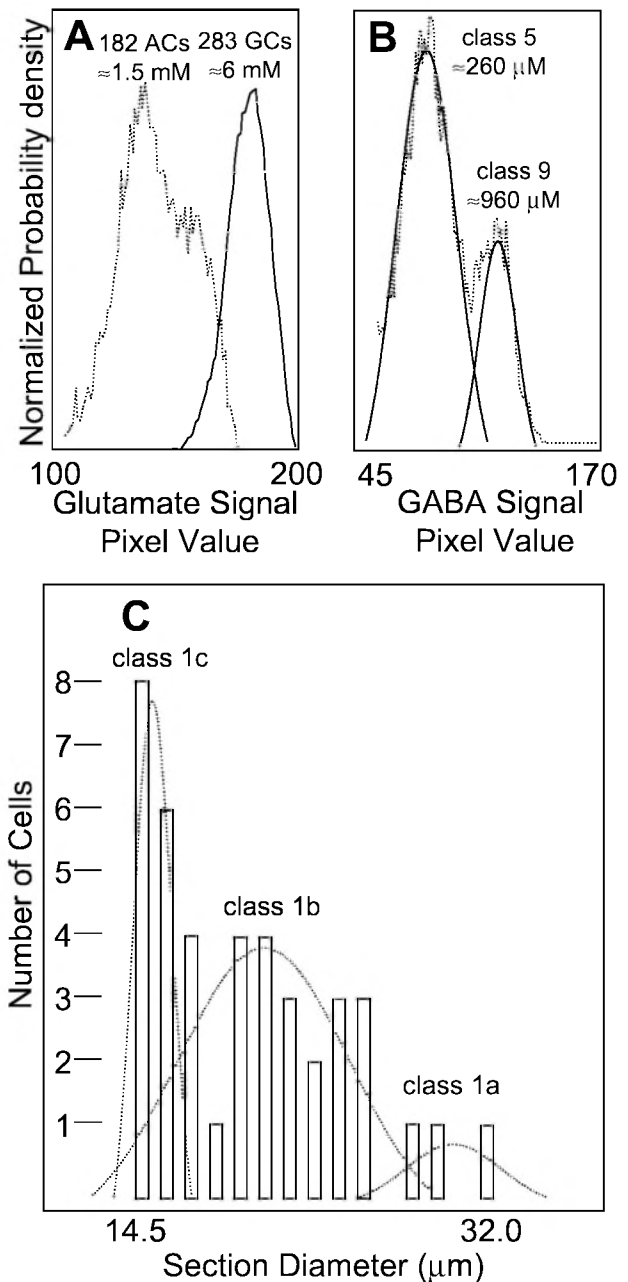 A
182 ACs
≈1.5 mM
283 GCs
≈6 mM
Normalized Probability density
100
200
Glutamate Signal
Pixel Value
B
class 5
≈260 μM
class 9
≈960 μM
45
170
GABA Signal
Pixel Value
C
class 1c
class 1b
class 1a
8
7
6
5
4
3
2
1
Number of Cells
14.5
32.0
Section Diameter (μm)